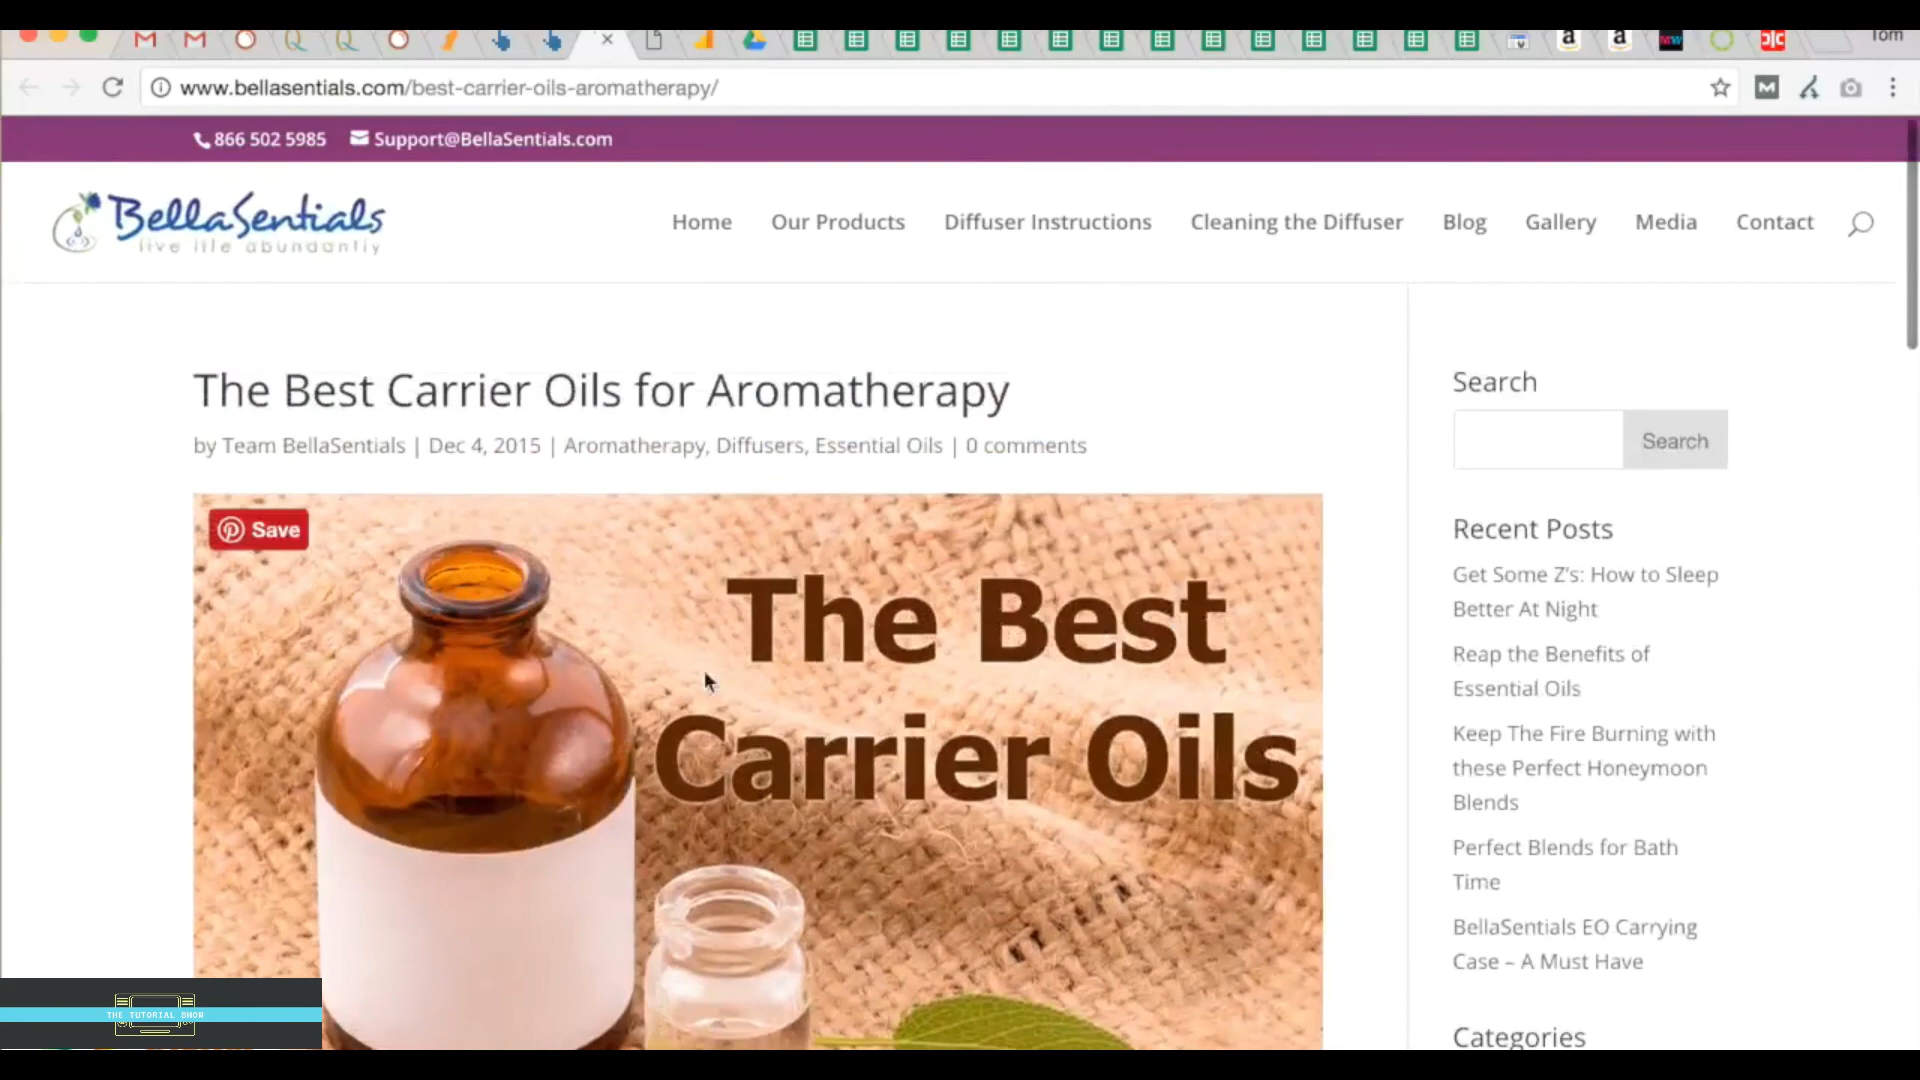 Tom
www.bellasentials.com/best-carrier-oils-aromatherapy/
866 502 5985 Support@BellaSentials.com
BellaSentials
live life abundantly
Home Our Products Diffuser Instructions Cleaning the Diffuser Blog Gallery Media Contact
The Best Carrier Oils for Aromatherapy
by Team BellaSentials | Dec 4, 2015 | Aromatherapy, Diffusers, Essential Oils | 0 comments
Save
The Best
Carrier Oils
Search
Search
Recent Posts
Get Some Z's: How to Sleep
Better At Night
Reap the Benefits of
Essential Oils
Keep The Fire Burning with
these Perfect Honeymoon
Blends
Perfect Blends for Bath
Time
BellaSentials EO Carrying
Case – A Must Have
Categories
THE TUTORIAL SHOW